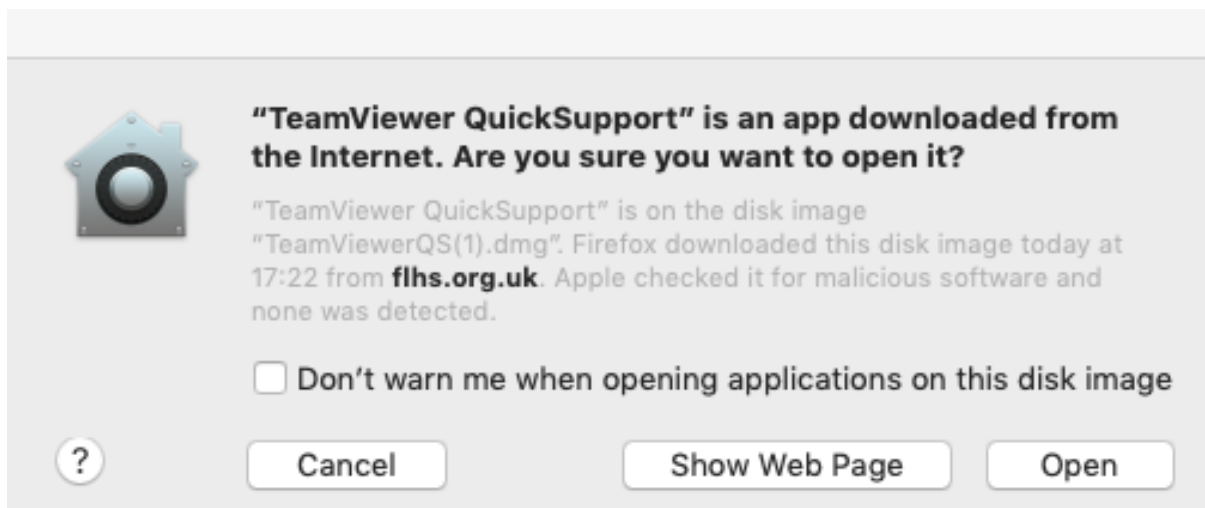 “TeamViewer QuickSupport” is an app downloaded from
the Internet. Are you sure you want to open it?
“TeamViewer QuickSupport” is on the disk image
“TeamViewerQS(1).dmg”. Firefox downloaded this disk image today at
17:22 from flhs.org.uk. Apple checked it for malicious software and
none was detected.
Don’t warn me when opening applications on this disk image
? Cancel Show Web Page Open